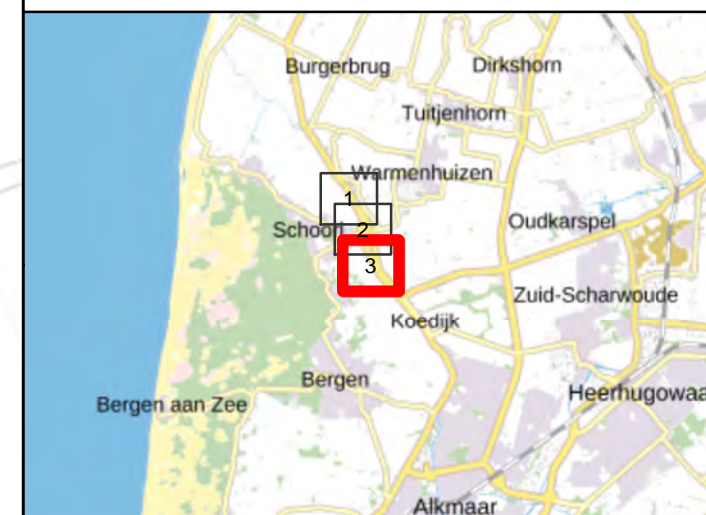 Burgerbrug
Dirkshorn
Tuitjenhorn
Warmenhuizen
1
Oudkarspel
Schoorl
2
3
Zuid-Scharwoude
Koedijk
Bergen
Heerhugowaa
Bergen aan Zee
Alkmaar